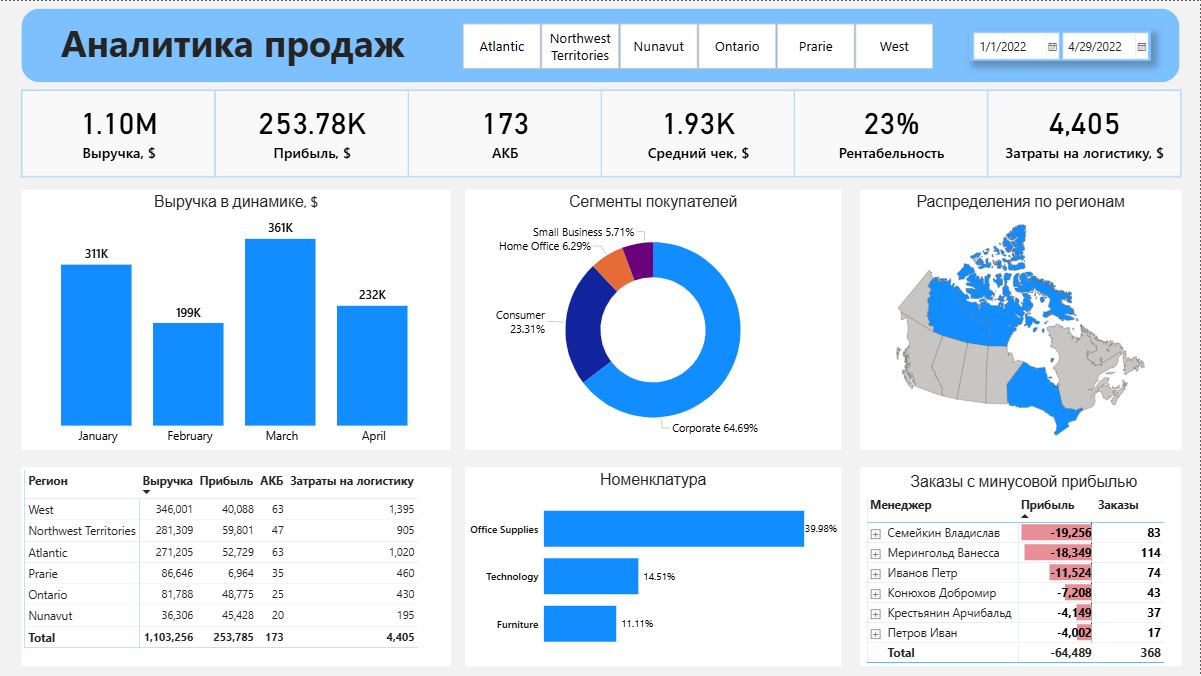 Аналитика продаж
Atlantic
Northwest
Territories
Nunavut
Ontario
Prarie
West
1/1/2022
4/29/2022
1.10M
Выручка, $
253.78K
Прибыль, $
173
АКБ
1.93K
Средний чек, $
23%
Рентабельность
4,405
Затраты на логистику, $
Выручка в динамике, $
311K
199K
361K
232K
January
February
March
April
Сегменты покупателей
Small Business 5.71%
Home Office 6.29%
Consumer
23.31%
Corporate 64.69%
Распределения по регионам
Регион Выручка Прибыль АКБ Затраты на логистику
West 346,001 40,088 63 1,395
Northwest Territories 281,309 59,801 47 905
Atlantic 271,205 52,729 63 1,020
Prarie 86,646 6,964 35 460
Ontario 81,788 48,775 25 430
Nunavut 36,306 45,428 20 195
Total 1,103,256 253,785 173 4,405
Номенклатура
Office Supplies 39.98%
Technology 14.51%
Furniture 11.11%
Заказы с минусовой прибылью
Менеджер Прибыль Заказы
Семейкин Владислав -19,256 83
Мерингольд Ванесса -18,349 114
Иванов Петр -11,524 74
Конюхов Добромир -7,208 43
Крестьянин Арчибальд -4,149 37
Петров Иван -4,002 17
Total -64,489 368